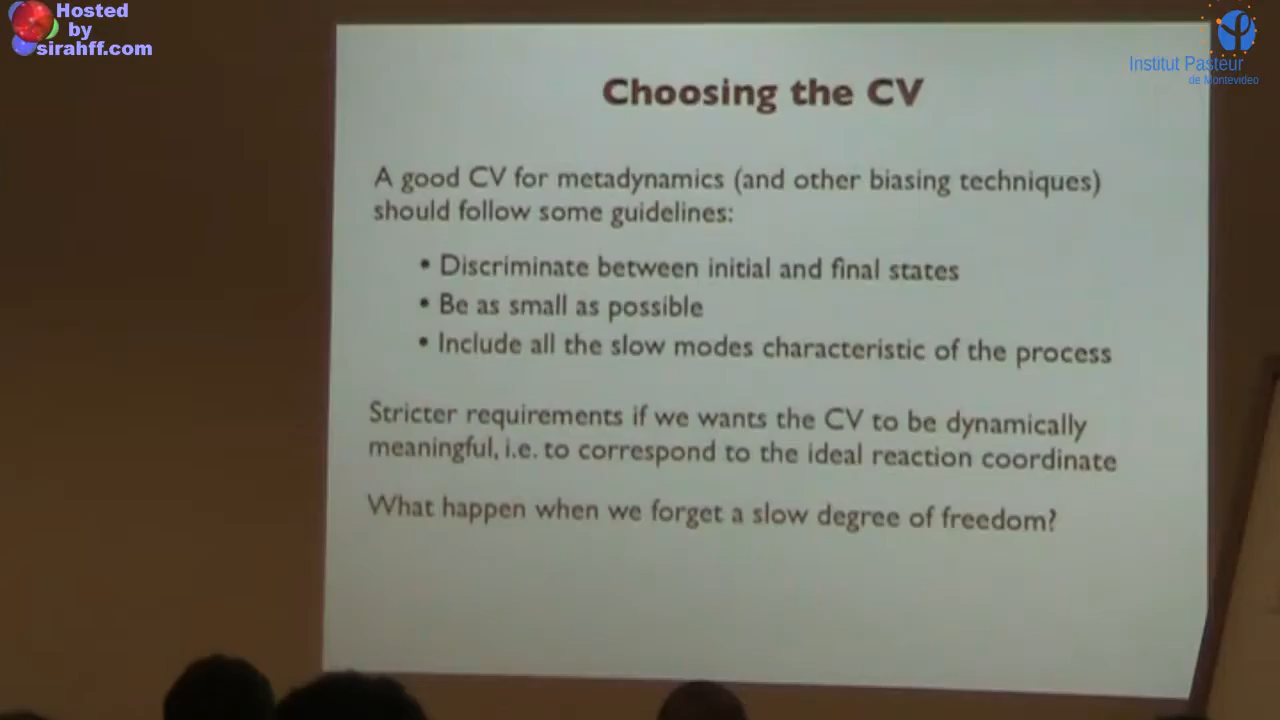 Hosted
by
sirahff.com
Institut Pasteur
de Montevideo
Choosing the CV
A good CV for metadynamics (and other biasing techniques)
should follow some guidelines:
• Discriminate between initial and final states
• Be as small as possible
• Include all the slow modes characteristic of the process
Stricter requirements if we wants the CV to be dynamically
meaningful, i.e. to correspond to the ideal reaction coordinate
What happen when we forget a slow degree of freedom?